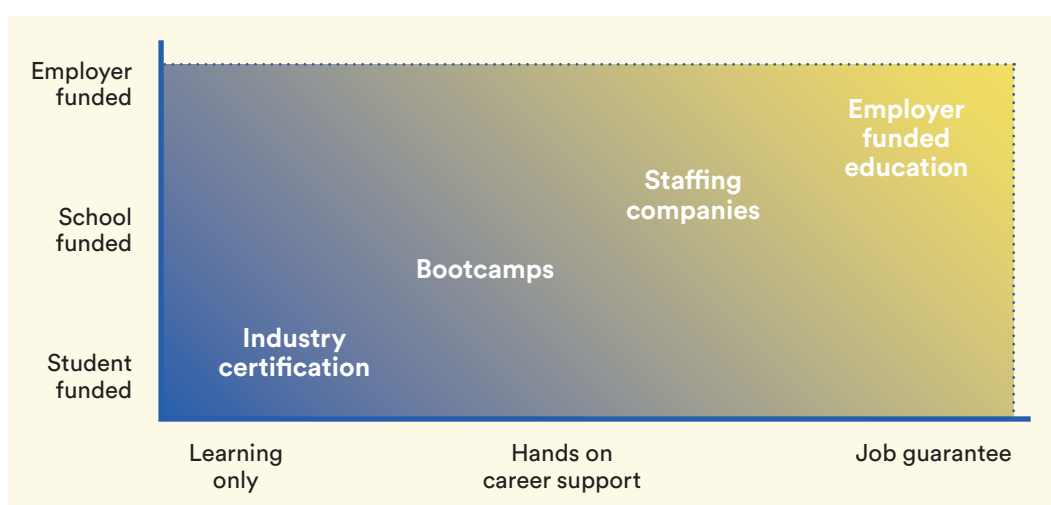 Employer
funded
School
funded
Student
funded
Employer
funded
education
Staffing
companies
Bootcamps
Industry
certification
Learning
only
Hands on
career support
Job guarantee